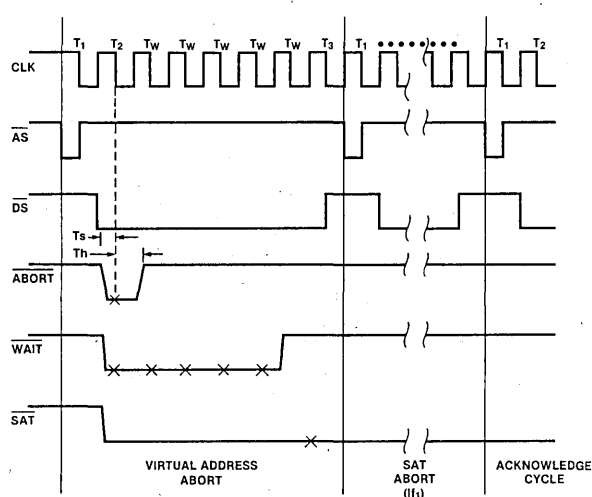 T1 T2 TW TW TW TW TW T3 T1 T1 T2
CLK
AS
DS
Ts
Th
ABORT
WAIT
SAT
VIRTUAL ADDRESS
ABORT
SAT
ABORT
(If1)
ACKNOWLEDGE
CYCLE